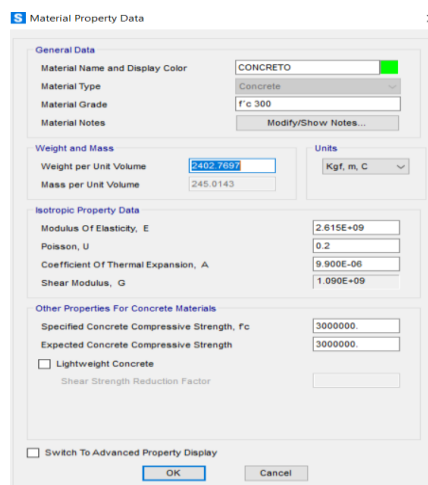 S Material Property Data
General Data
Material Name and Display Color CONCRETO
Material Type Concrete
Material Grade f'c 300
Material Notes Modify/Show Notes...
Weight and Mass Units
Weight per Unit Volume 2402.7697 Kgf, m, C
Mass per Unit Volume 245.0143
Isotropic Property Data
Modulus Of Elasticity, E 2.615E+09
Poisson, U 0.2
Coefficient Of Thermal Expansion, A 9.900E-06
Shear Modulus, G 1.090E+09
Other Properties For Concrete Materials
Specified Concrete Compressive Strength, f'c 3000000.
Expected Concrete Compressive Strength 3000000.
Lightweight Concrete
Shear Strength Reduction Factor
Switch To Advanced Property Display
OK Cancel